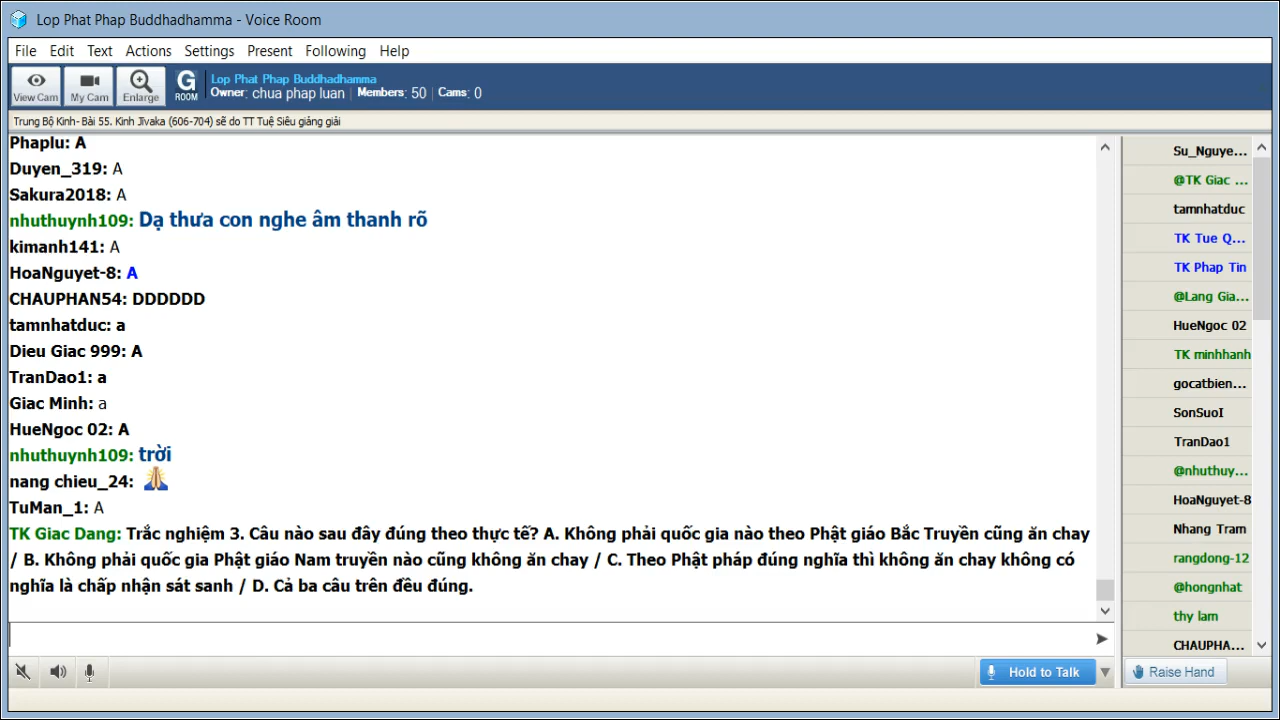 Lop Phat Phap Buddhadhamma - Voice Room
File Edit Text Actions Settings Present Following Help
View Cam My Cam Enlarge G ROOM
Lop Phat Phap Buddhadhamma
Owner: chua phap luan Members: 50 Cams: 0
Trung Bộ Kinh- Bài 55. Kinh Jīvaka (606-704) sẽ do TT Tuệ Siêu giảng giải
Phaplu: A
Duyen_319: A
Sakura2018: A
nhuthuynh109: Dạ thưa con nghe âm thanh rõ
kimanh141: A
HoaNguyet-8: A
CHAUPHAN54: DDDDDD
tamnhatduc: a
Dieu Giac 999: A
TranDao1: a
Giac Minh: a
HueNgoc 02: A
nhuthuynh109: trời
nang chieu_24: 🙏
TuMan_1: A
TK Giac Dang: Trắc nghiệm 3. Câu nào sau đây đúng theo thực tế? A. Không phải quốc gia nào theo Phật giáo Bắc Truyền cũng ăn chay
/ B. Không phải quốc gia Phật giáo Nam truyền nào cũng không ăn chay / C. Theo Phật pháp đúng nghĩa thì không ăn chay không có
nghĩa là chấp nhận sát sanh / D. Cả ba câu trên đều đúng.
Su_Nguye...
@TK Giac ...
tamnhatduc
TK Tue Q...
TK Phap Tin
@Lang Gia...
HueNgoc 02
TK minhhanh
gocatbien...
SonSuoI
TranDao1
@nhuthuy...
HoaNguyet-8
Nhang Tram
rangdong-12
@hongnhat
thy lam
CHAUPHA...
Hold to Talk
Raise Hand